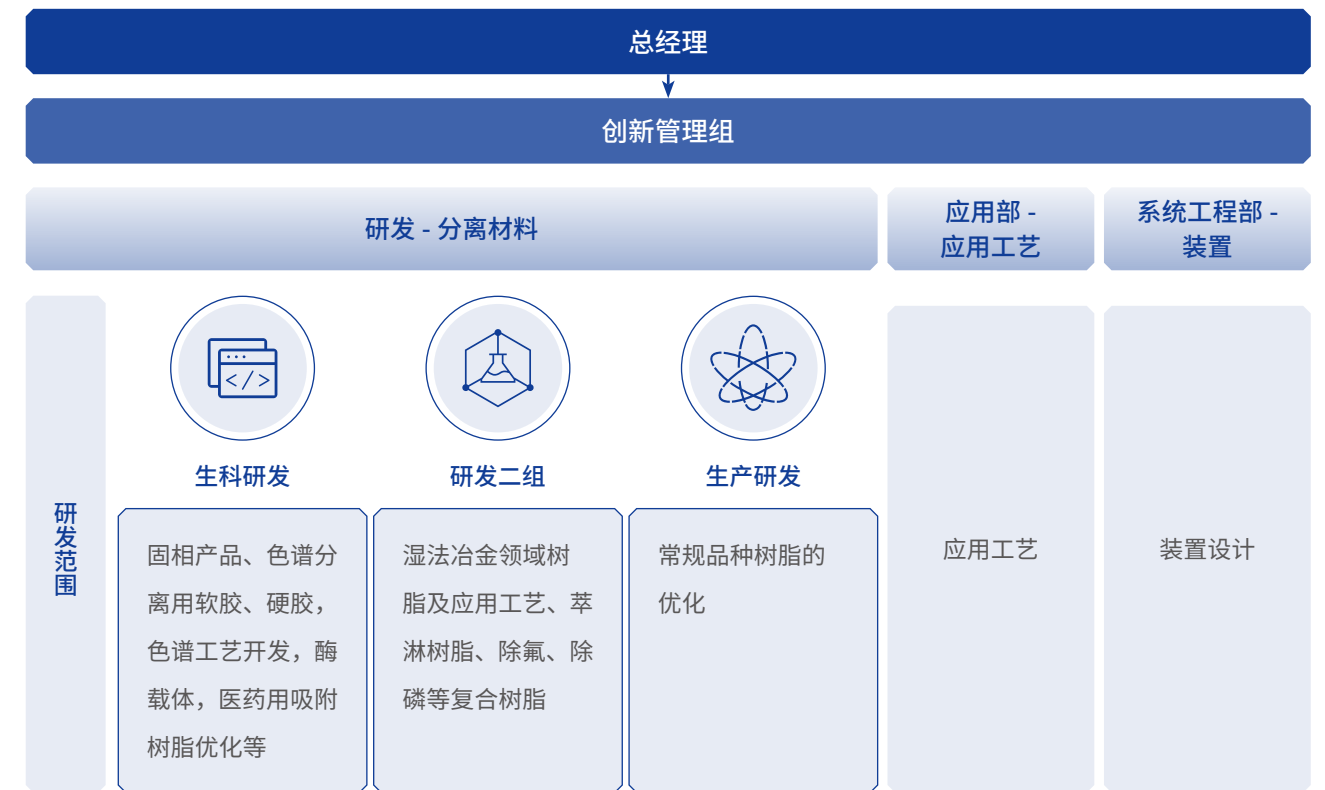 总经理
创新管理组
研发 - 分离材料
应用部 -
应用工艺
系统工程部 -
装置
研发范围
生科研发
固相产品、色谱分
离用软胶、硬胶，
色谱工艺开发，酶
载体，医药用吸附
树脂优化等
研发二组
湿法冶金领域树
脂及应用工艺、萃
淋树脂、除氟、除
磷等复合树脂
生产研发
常规品种树脂的
优化
应用工艺
装置设计